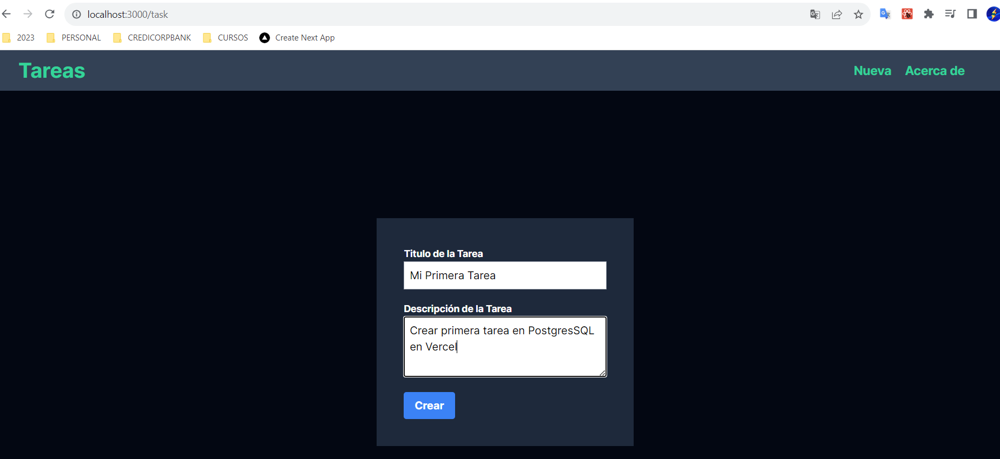 localhost:3000/task
2023 PERSONAL CREDICORPBANK CURSOS Create Next App
Tareas Nueva Acerca de
Titulo de la Tarea
Mi Primera Tarea
Descripción de la Tarea
Crear primera tarea en PostgresSQL
en Vercel
Crear